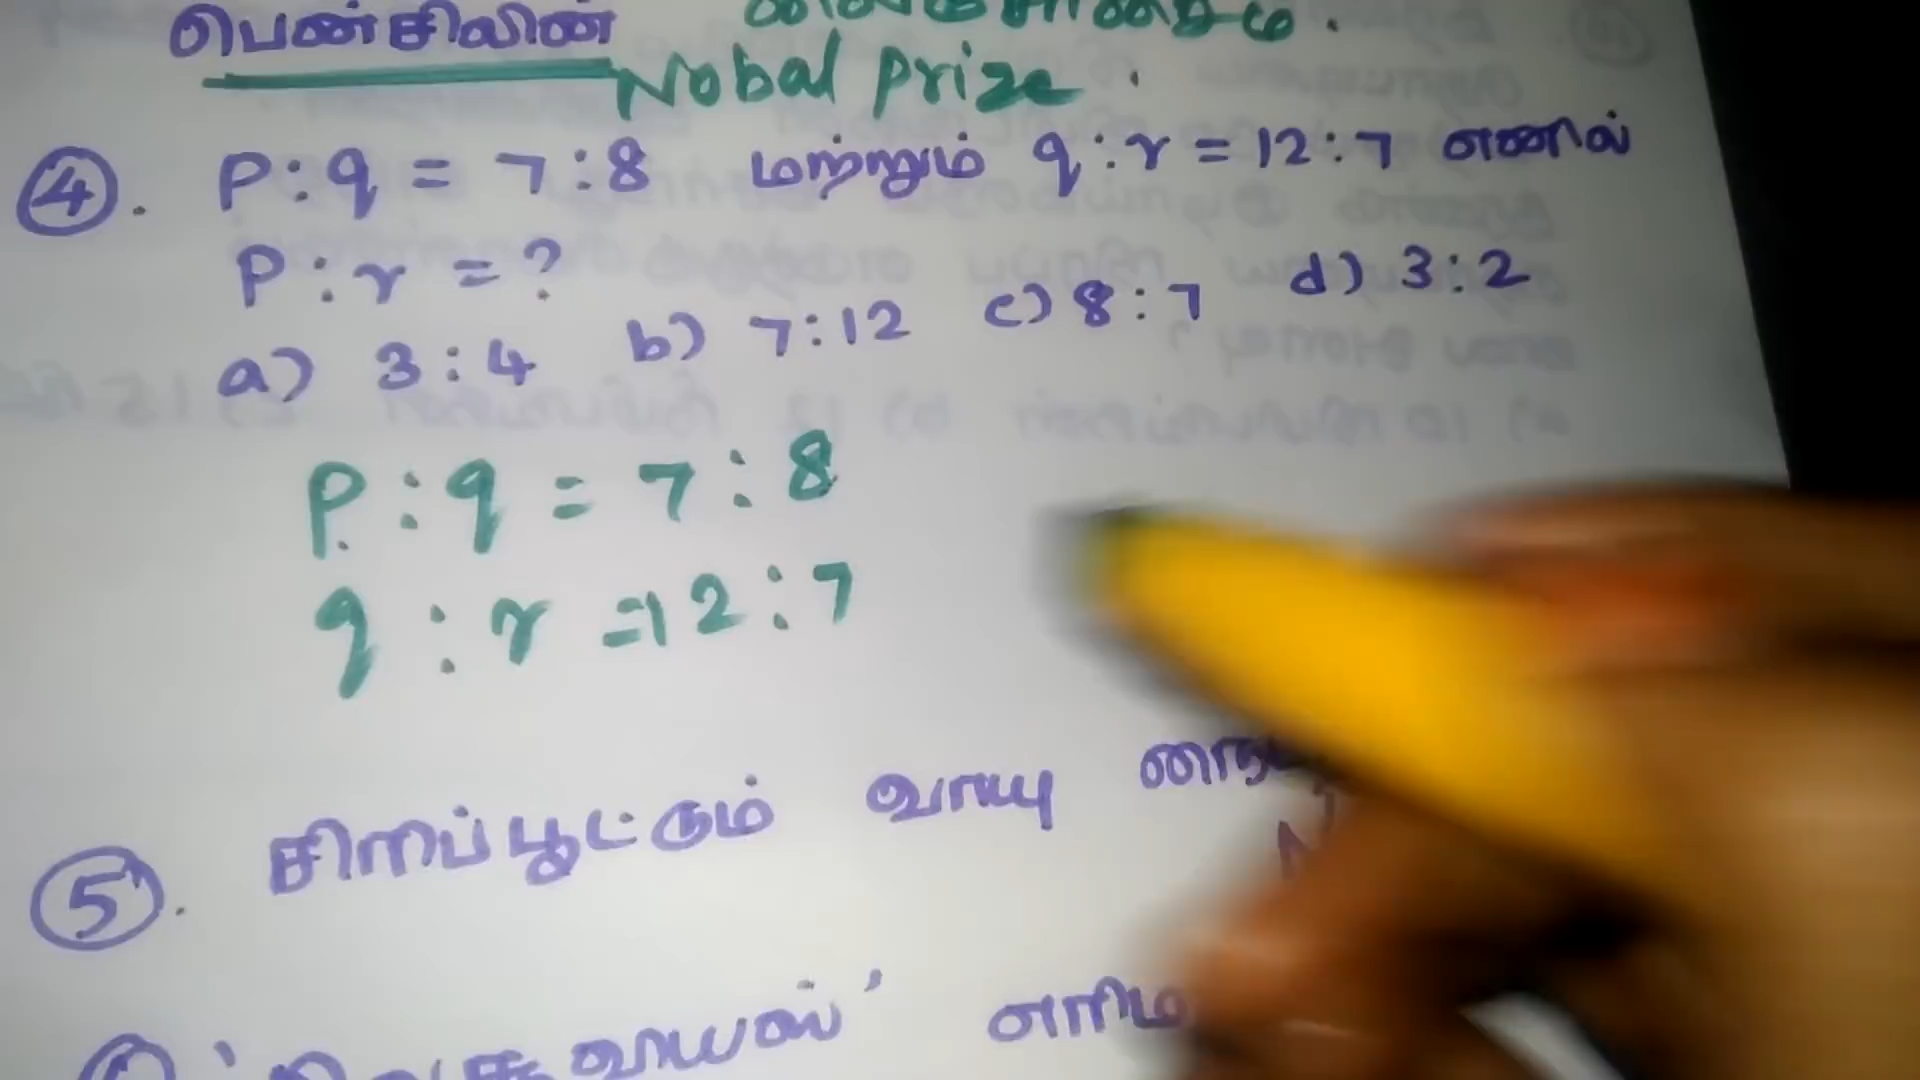 பென்சிலின்
Nobal Prize.
4. P:q = 7:8 மற்றும் q:r = 12:7 எனில்
P:r = ?
a) 3:4 b) 7:12 c) 8:7 d) 3:2
P:q = 7:8
q:r = 12:7
5. சிரிப்பூட்டும் வாயு